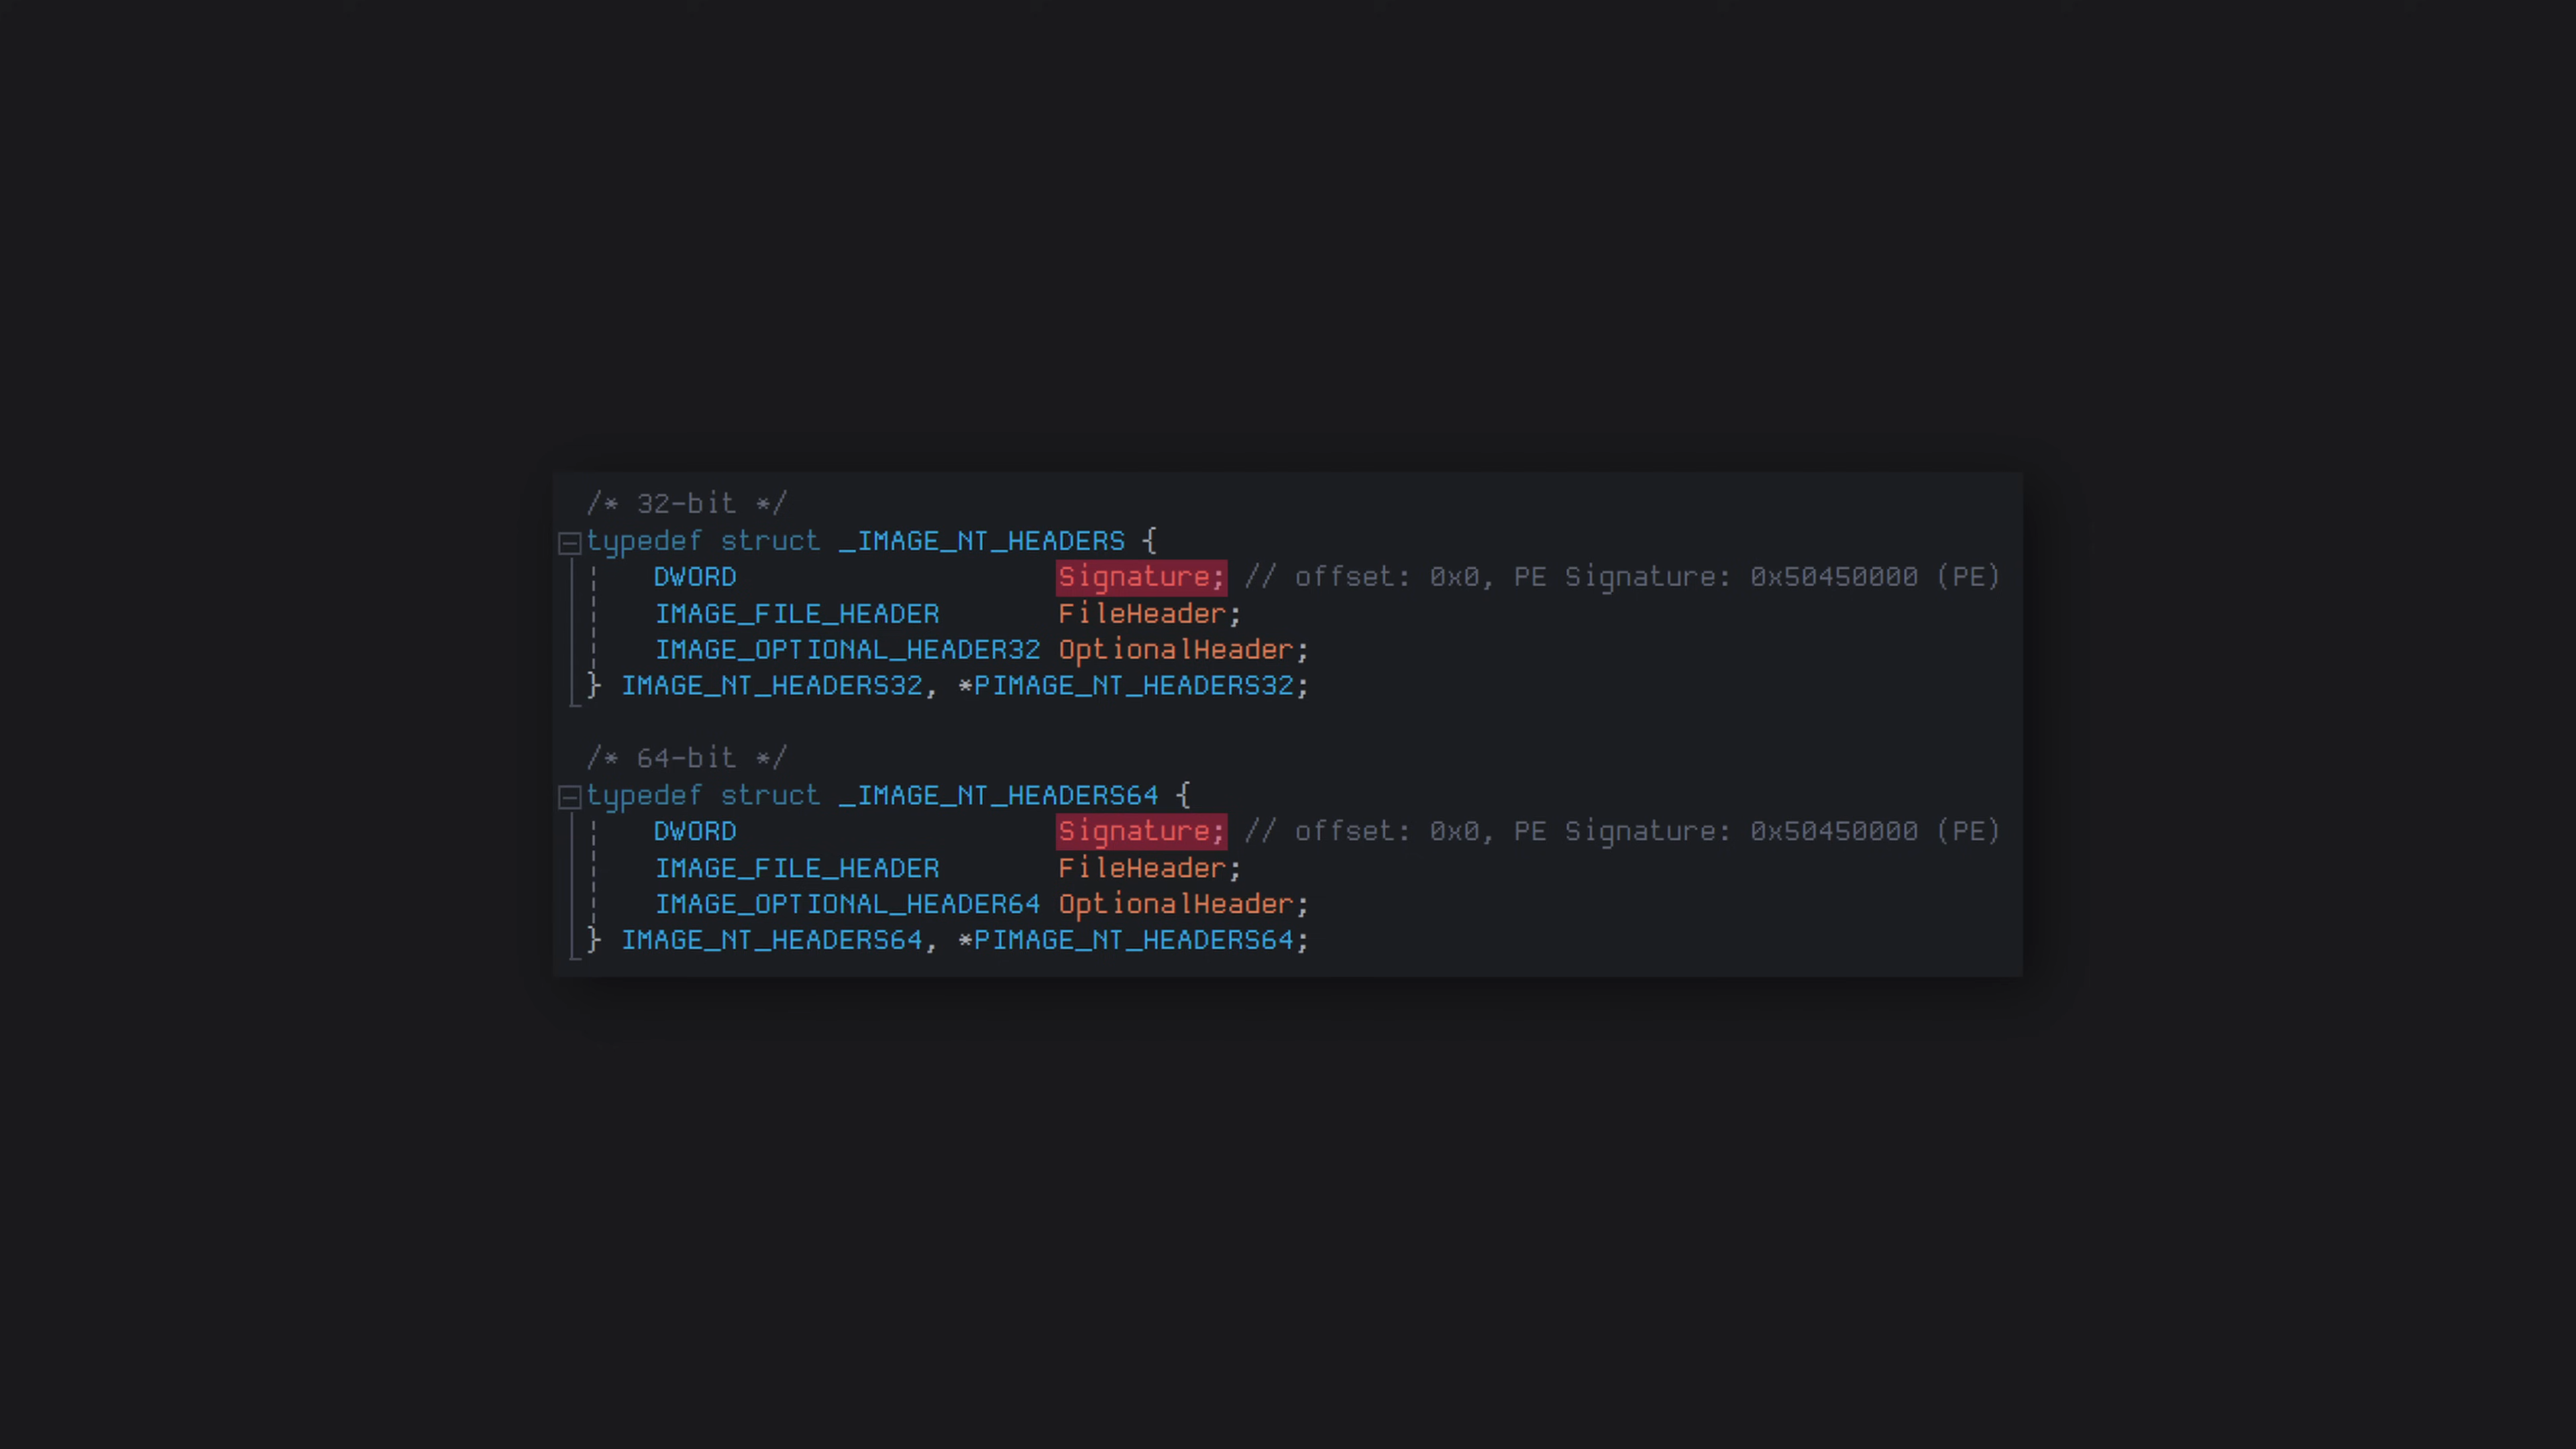 /* 32-bit */
typedef struct _IMAGE_NT_HEADERS {
DWORD Signature; // offset: 0x0, PE Signature: 0x50450000 (PE)
IMAGE_FILE_HEADER FileHeader;
IMAGE_OPTIONAL_HEADER32 OptionalHeader;
} IMAGE_NT_HEADERS32, *PIMAGE_NT_HEADERS32;
/* 64-bit */
typedef struct _IMAGE_NT_HEADERS64 {
DWORD Signature; // offset: 0x0, PE Signature: 0x50450000 (PE)
IMAGE_FILE_HEADER FileHeader;
IMAGE_OPTIONAL_HEADER64 OptionalHeader;
} IMAGE_NT_HEADERS64, *PIMAGE_NT_HEADERS64;